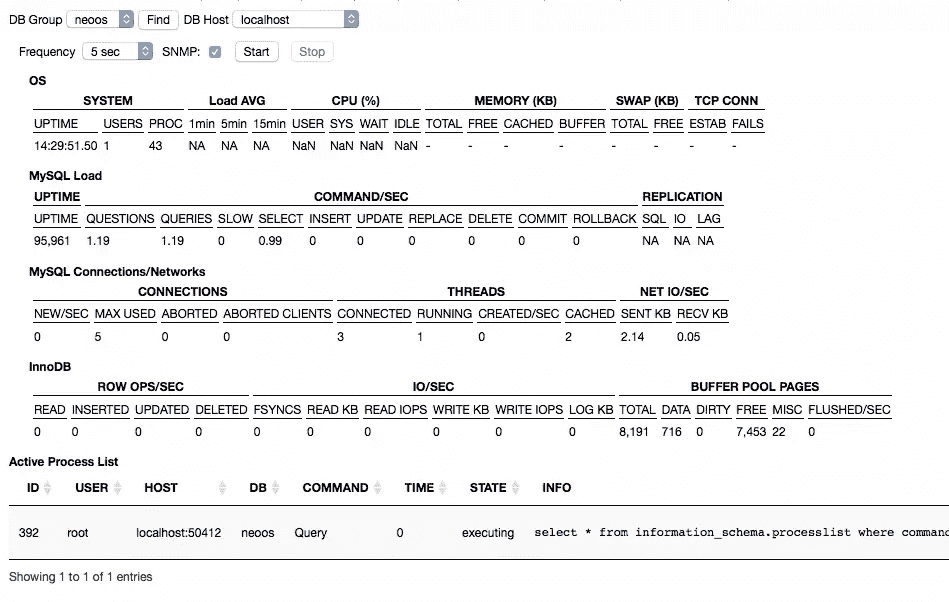 DB Group neoos Find DB Host localhost
Frequency 5 sec SNMP: Start Stop
OS
SYSTEM Load AVG CPU (%) MEMORY (KB) SWAP (KB) TCP CONN
UPTIME USERS PROC 1min 5min 15min USER SYS WAIT IDLE TOTAL FREE CACHED BUFFER TOTAL FREE ESTAB FAILS
14:29:51.50 1 43 NA NA NA NaN NaN NaN NaN - - - - - - - -
MySQL Load
UPTIME COMMAND/SEC REPLICATION
UPTIME QUESTIONS QUERIES SLOW SELECT INSERT UPDATE REPLACE DELETE COMMIT ROLLBACK SQL IO LAG
95,961 1.19 1.19 0 0.99 0 0 0 0 0 0 NA NA NA
MySQL Connections/Networks
CONNECTIONS THREADS NET IO/SEC
NEW/SEC MAX USED ABORTED ABORTED CLIENTS CONNECTED RUNNING CREATED/SEC CACHED SENT KB RECV KB
0 5 0 0 3 1 0 2 2.14 0.05
InnoDB
ROW OPS/SEC IO/SEC BUFFER POOL PAGES
READ INSERTED UPDATED DELETED FSYNCS READ KB READ IOPS WRITE KB WRITE IOPS LOG KB TOTAL DATA DIRTY FREE MISC FLUSHED/SEC
0 0 0 0 0 0 0 0 0 0 8,191 716 0 7,453 22 0
Active Process List
ID USER HOST DB COMMAND TIME STATE INFO
392 root localhost:50412 neoos Query 0 executing select * from information_schema.processlist where command
Showing 1 to 1 of 1 entries